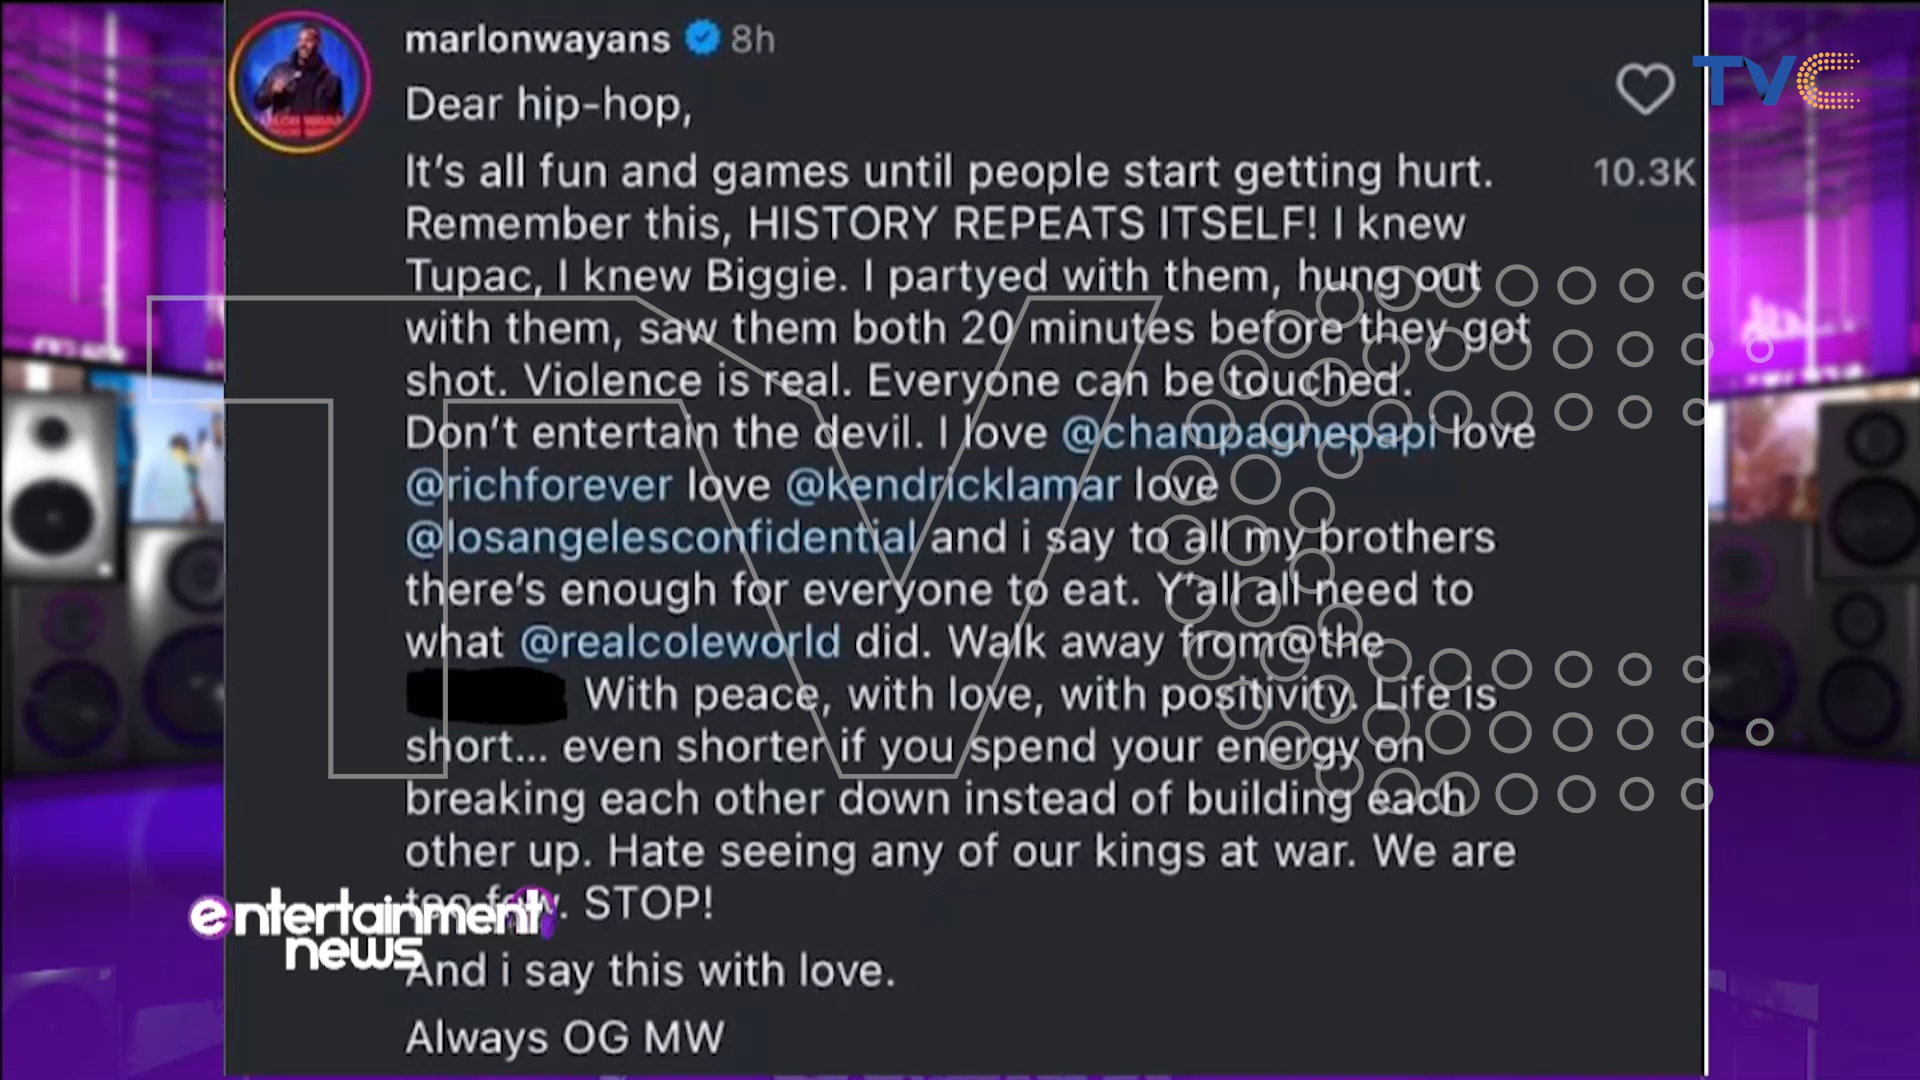 marlonwayans 8h
TVC
Dear hip-hop,
It's all fun and games until people start getting hurt.
10.3K
Remember this, HISTORY REPEATS ITSELF! I knew
Tupac, I knew Biggie. I partyed with them, hung out
with them, saw them both 20 minutes before they got
shot. Violence is real. Everyone can be touched.
Don't entertain the devil. I love @champagnepapi love
@richforever love @kendricklamar love
@losangelesconfidential and i say to all my brothers
there's enough for everyone to eat. Y'all all need to
what @realcoleworld did. Walk away from@the
With peace, with love, with positivity. Life is
short... even shorter if you spend your energy on
breaking each other down instead of building each
other up. Hate seeing any of our kings at war. We are
too few. STOP!
entertainment
news
And i say this with love.
Always OG MW
TVC